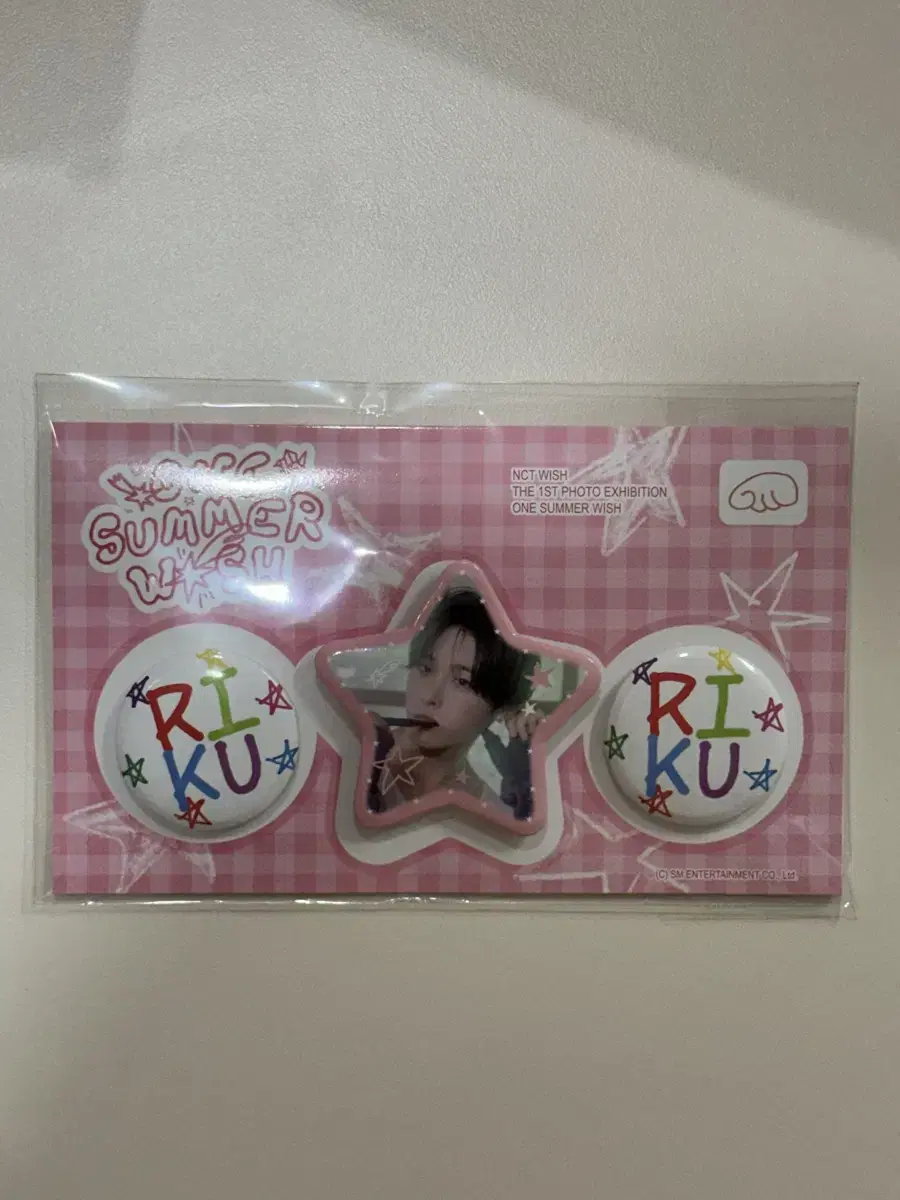 ONE
SUMMER
WISH
NCT WISH
THE 1ST PHOTO EXHIBITION
ONE SUMMER WISH
RI
KU
RI
KU
(C) SM ENTERTAINMENT CO., Ltd